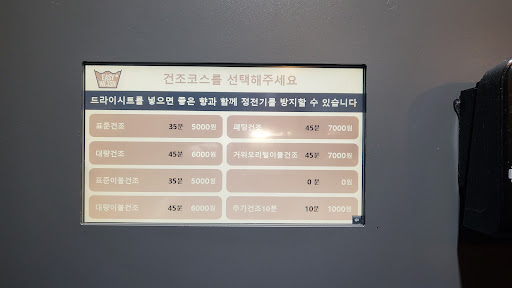 건조코스를 선택해주세요
드라이시트를 넣으면 좋은 향과 함께 정전기를 방지할 수 있습니다
표준건조 35분 5000원
패딩건조 45분 7000원
대량건조 45분 6000원
거위오리털이불건조 45분 7000원
표준이불건조 35분 5000원
0 분 0원
대량이불건조 45분 6000원
추가건조10분 10분 1000원